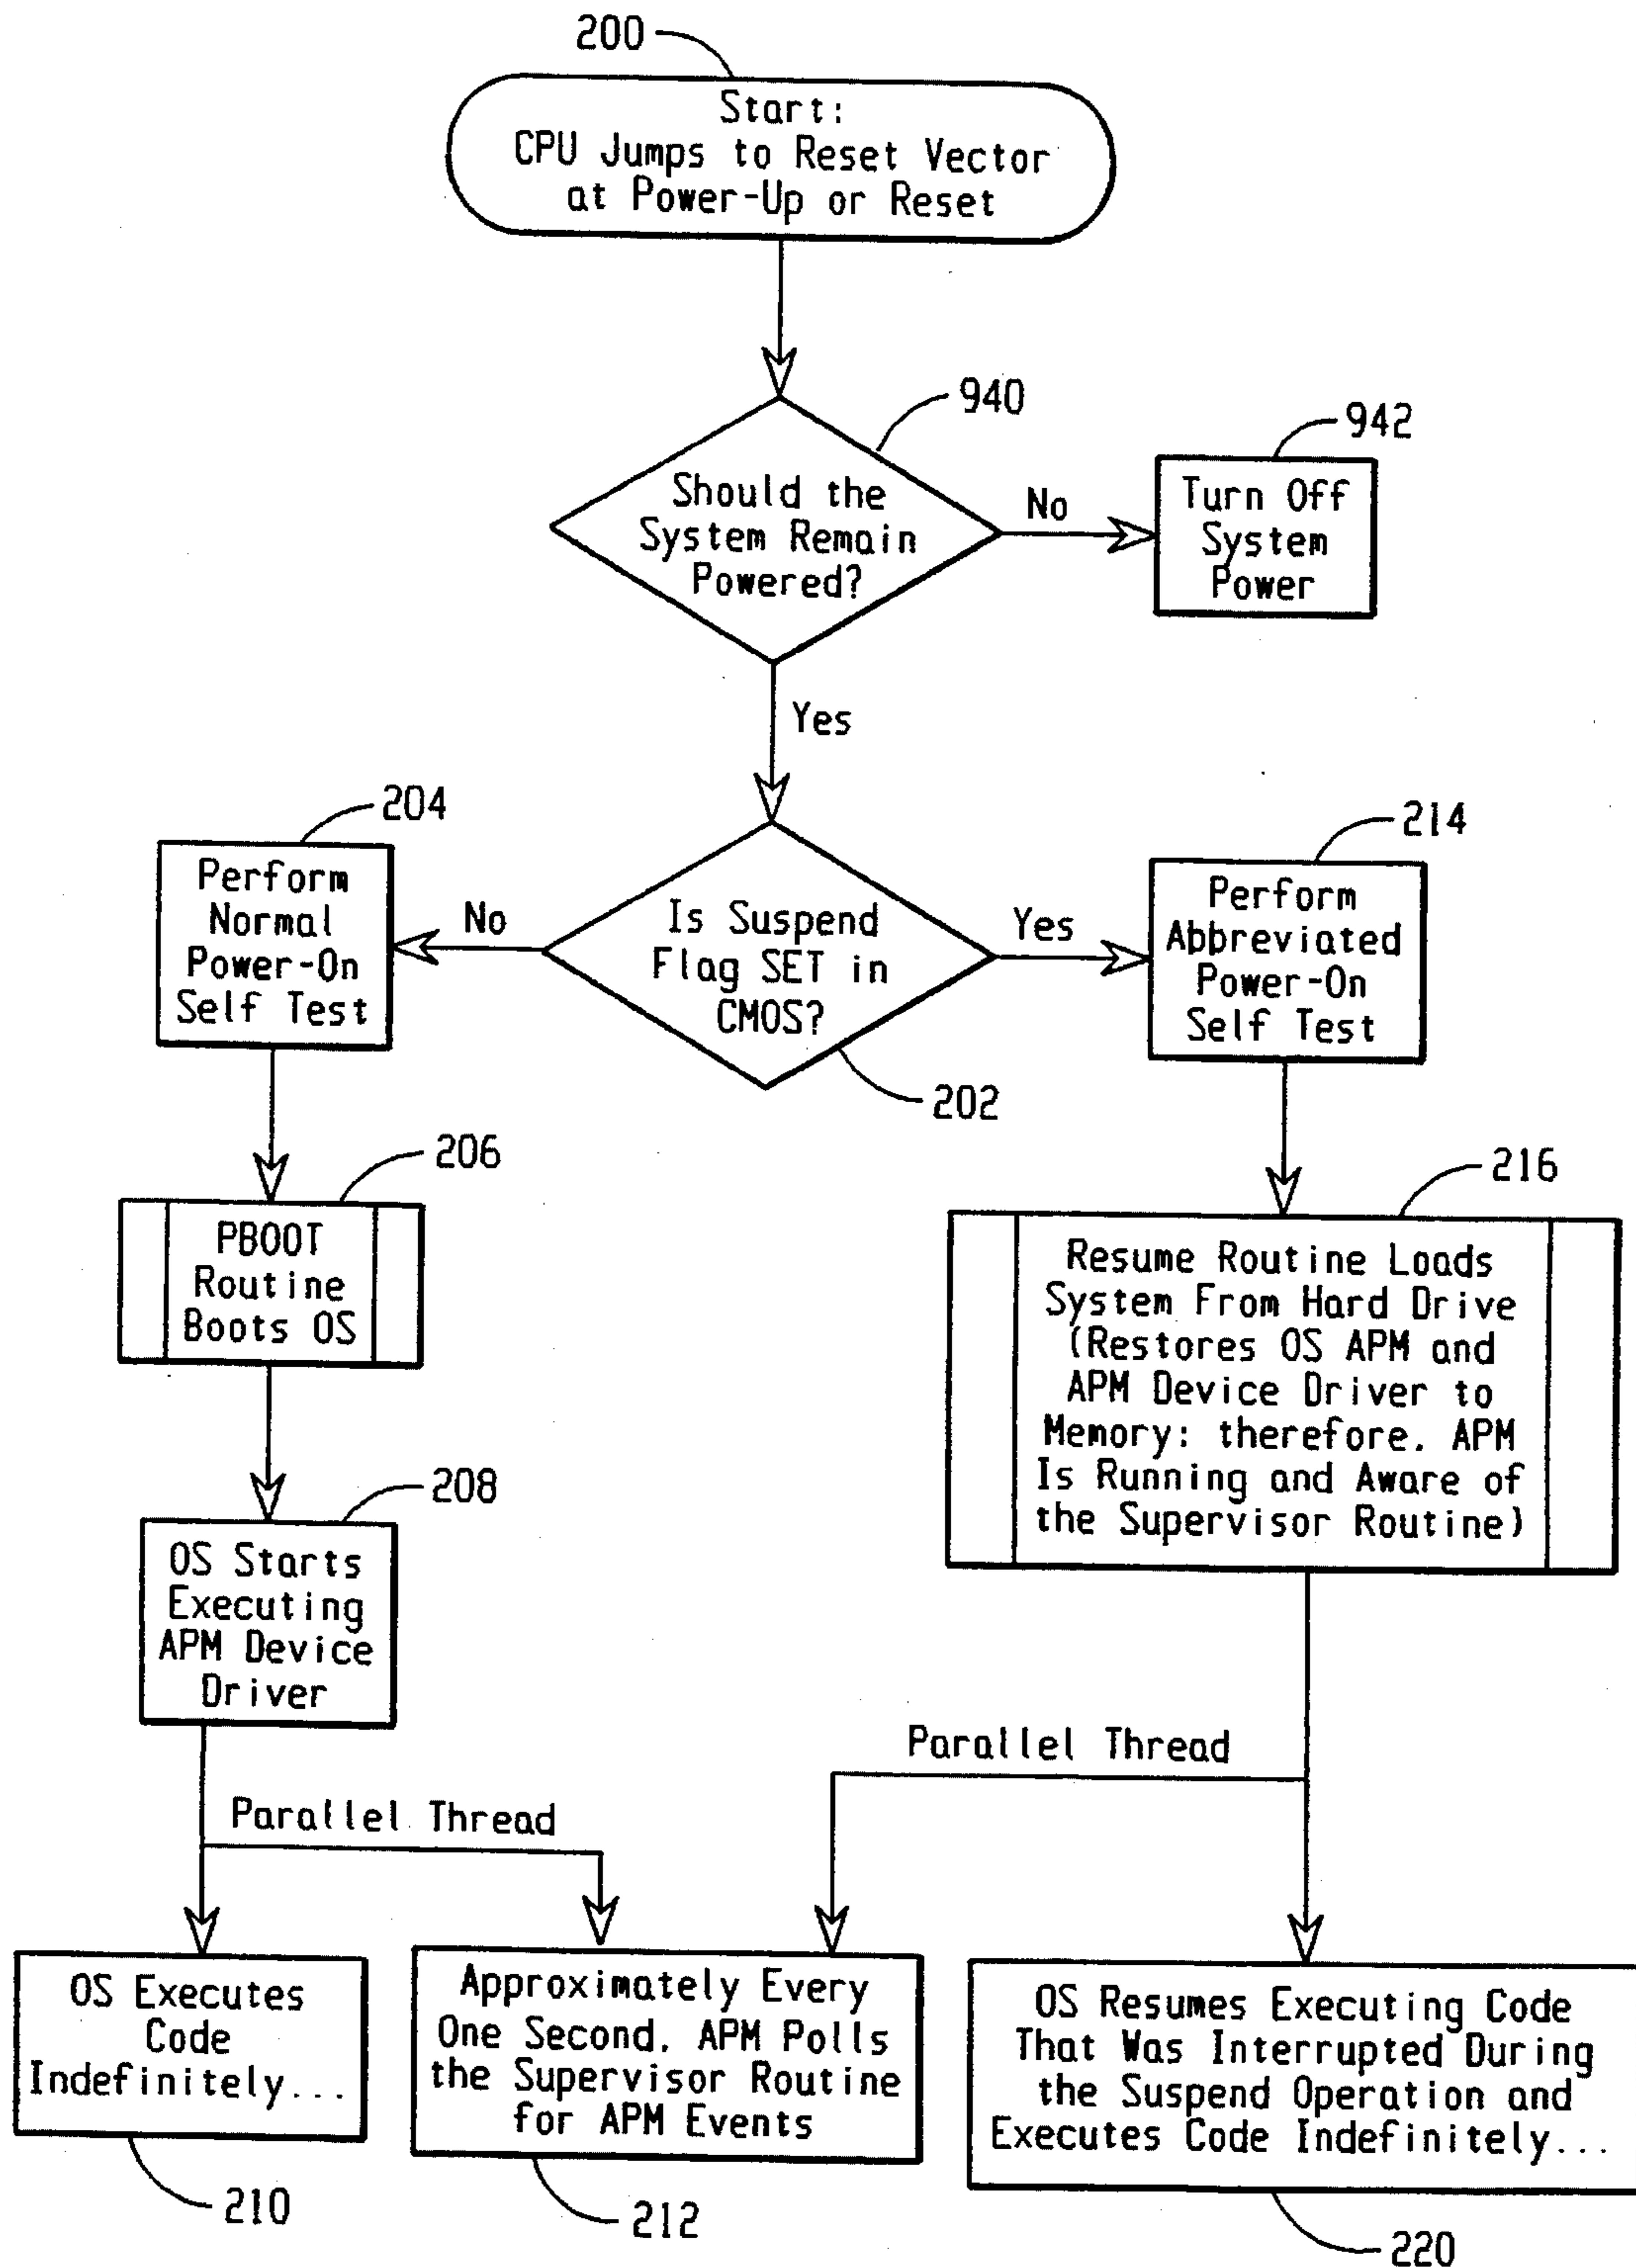 200
Start:
CPU Jumps to Reset Vector
at Power-Up or Reset
940
Should the
System Remain
Powered?
No
942
Turn Off
System
Power
Yes
204
Perform
Normal
Power-On
Self Test
No
Is Suspend
Flag SET in
CMOS?
202
Yes
214
Perform
Abbreviated
Power-On
Self Test
206
PBOOT
Routine
Boots OS
216
Resume Routine Loads
System From Hard Drive
(Restores OS APM and
APM Device Driver to
Memory: therefore. APM
Is Running and Aware of
the Supervisor Routine)
208
OS Starts
Executing
APM Device
Driver
Parallel Thread
Parallel Thread
OS Executes
Code
Indefinitely...
210
Approximately Every
One Second. APM Polls
the Supervisor Routine
for APM Events
212
OS Resumes Executing Code
That Was Interrupted During
the Suspend Operation and
Executes Code Indefinitely...
220